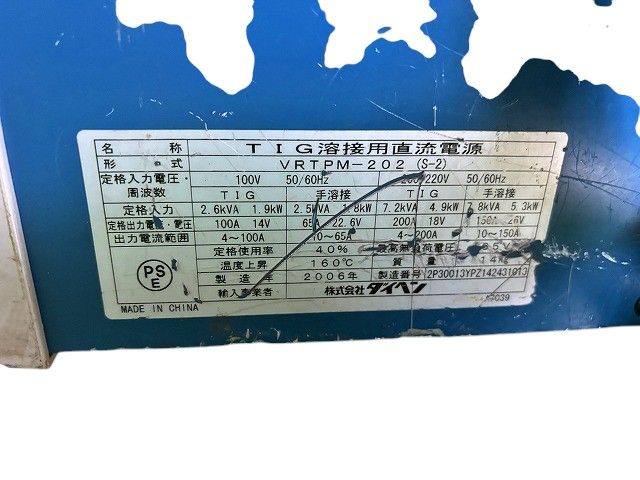 名 称 TIG溶接用直流電源
形 式 VRTPM-202 (S-2)
定格入力電圧・周波数 100V 50/60Hz 200/220V 50/60Hz
TIG 手溶接 TIG 手溶接
定格入力 2.6kVA 1.9kW 2.5kVA 1.8kW 7.2kVA 4.9kW 7.8kVA 5.3kW
定格出力電流・電圧 100A 14V 65A 22.6V 200A 18V 150A 26V
出力電流範囲 4〜100A 10〜65A 4〜200A 10〜150A
定格使用率 40% 最高無負荷電圧 65V
温度上昇 160℃ 質 量
製 造 年 2006年 製造番号 2P30013YPZ142431013
輸入事業者 株式会社ダイヘン
PS
E
MADE IN CHINA